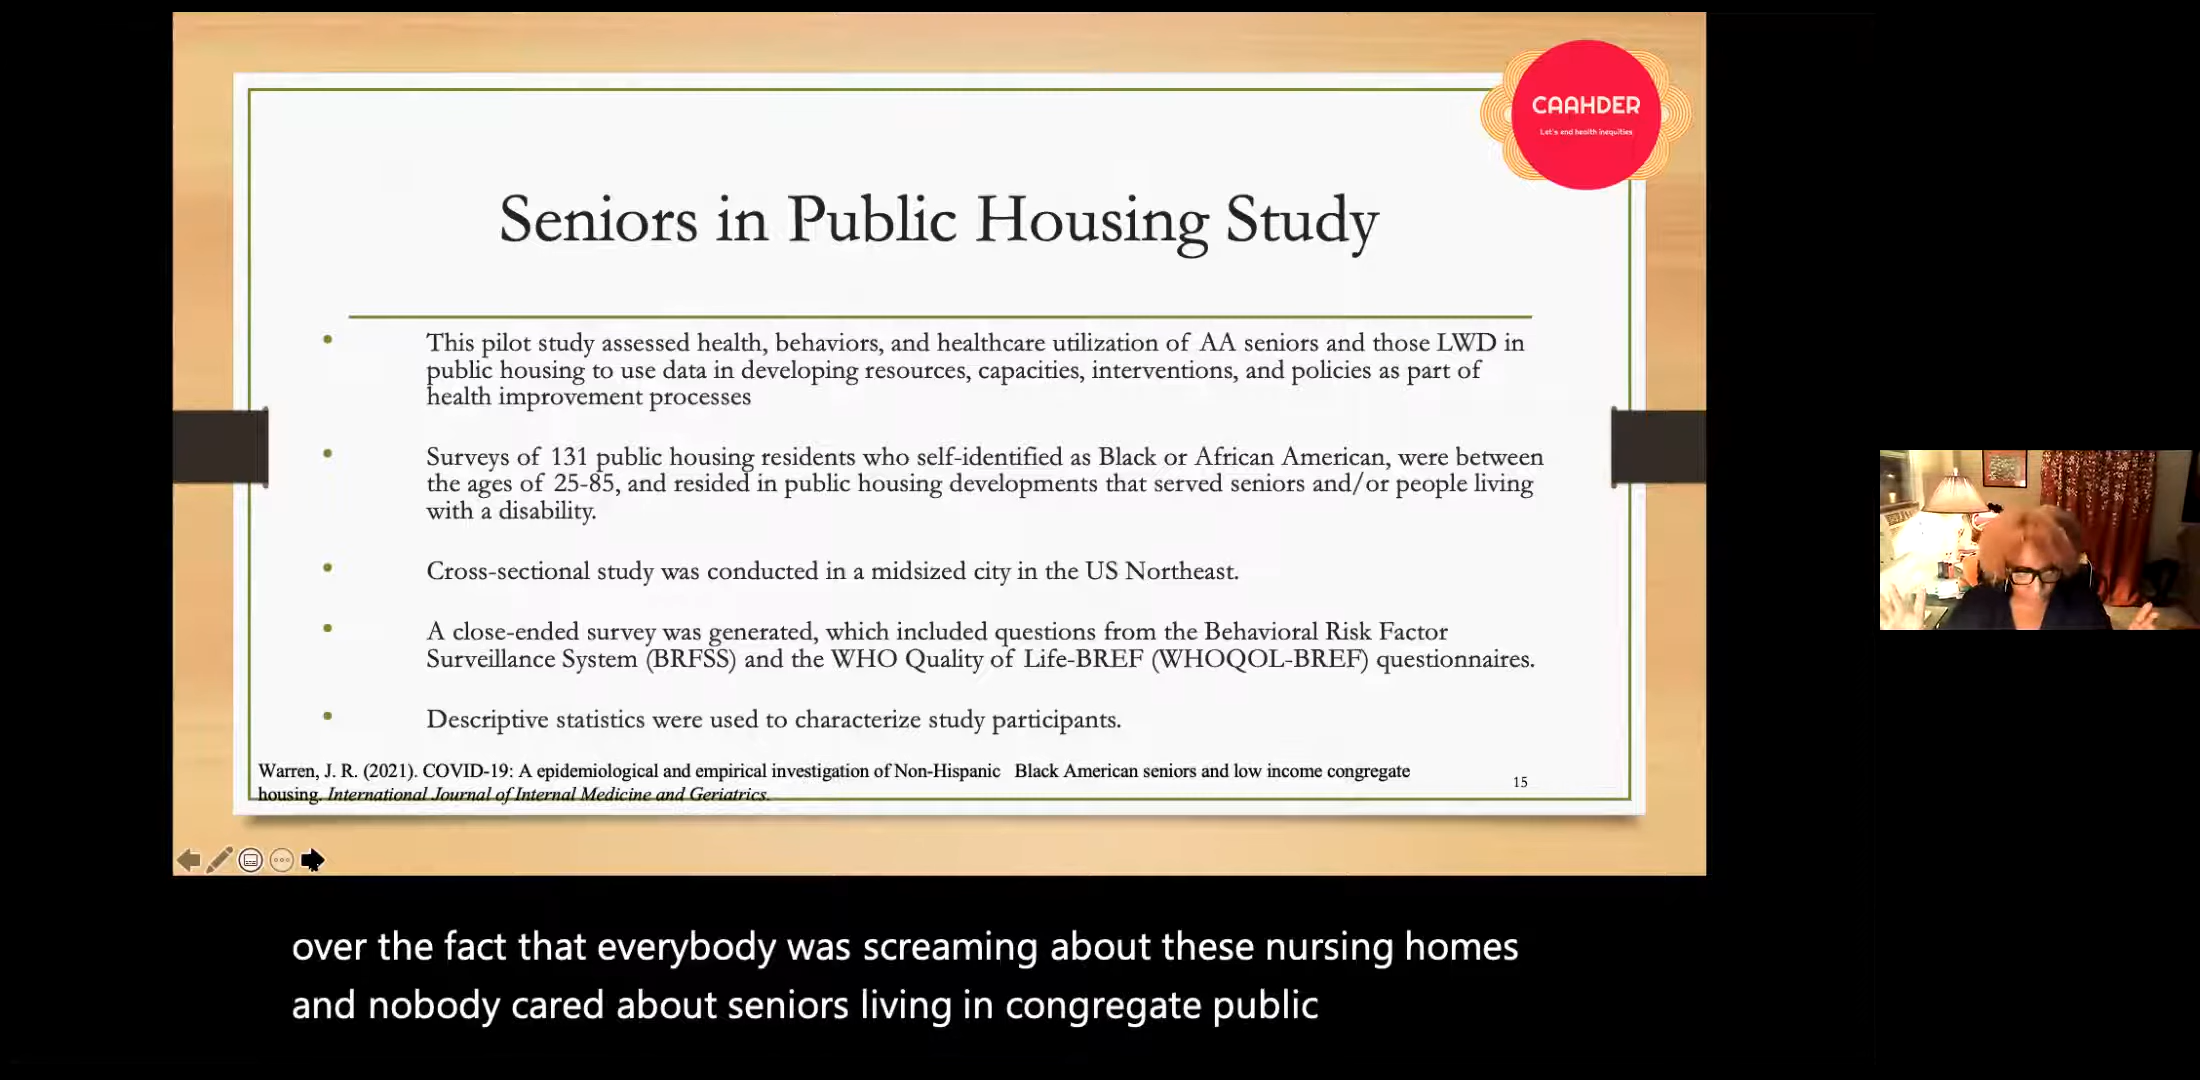 CAAHDER
Let's end health inequities
Seniors in Public Housing Study
• This pilot study assessed health, behaviors, and healthcare utilization of AA seniors and those LWD in
public housing to use data in developing resources, capacities, interventions, and policies as part of
health improvement processes
• Surveys of 131 public housing residents who self-identified as Black or African American, were between
the ages of 25-85, and resided in public housing developments that served seniors and/or people living
with a disability.
• Cross-sectional study was conducted in a midsized city in the US Northeast.
• A close-ended survey was generated, which included questions from the Behavioral Risk Factor
Surveillance System (BRFSS) and the WHO Quality of Life-BREF (WHOQOL-BREF) questionnaires.
• Descriptive statistics were used to characterize study participants.
Warren, J. R. (2021). COVID-19: A epidemiological and empirical investigation of Non-Hispanic Black American seniors and low income congregate
housing. International Journal of Internal Medicine and Geriatrics.
15
over the fact that everybody was screaming about these nursing homes
and nobody cared about seniors living in congregate public